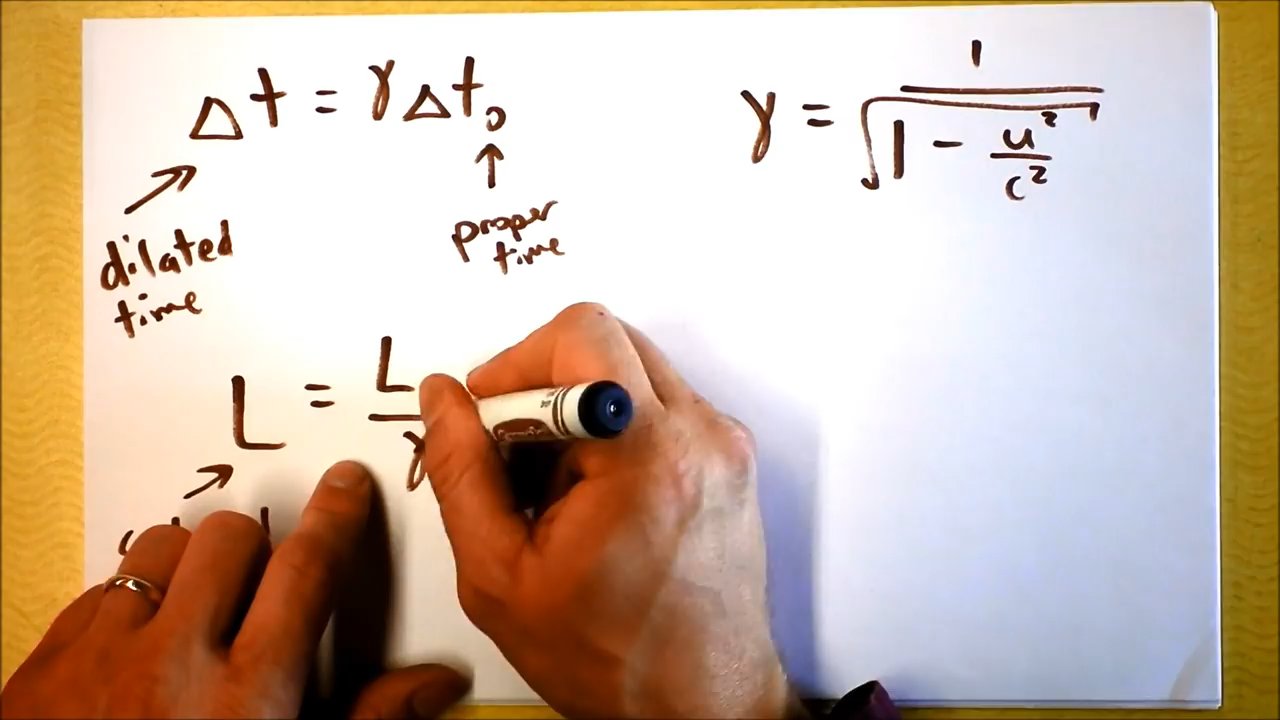 Δt = γΔt₀
dilated time
proper time
γ = 1 / √(1 - u²/c²)
L = L / γ